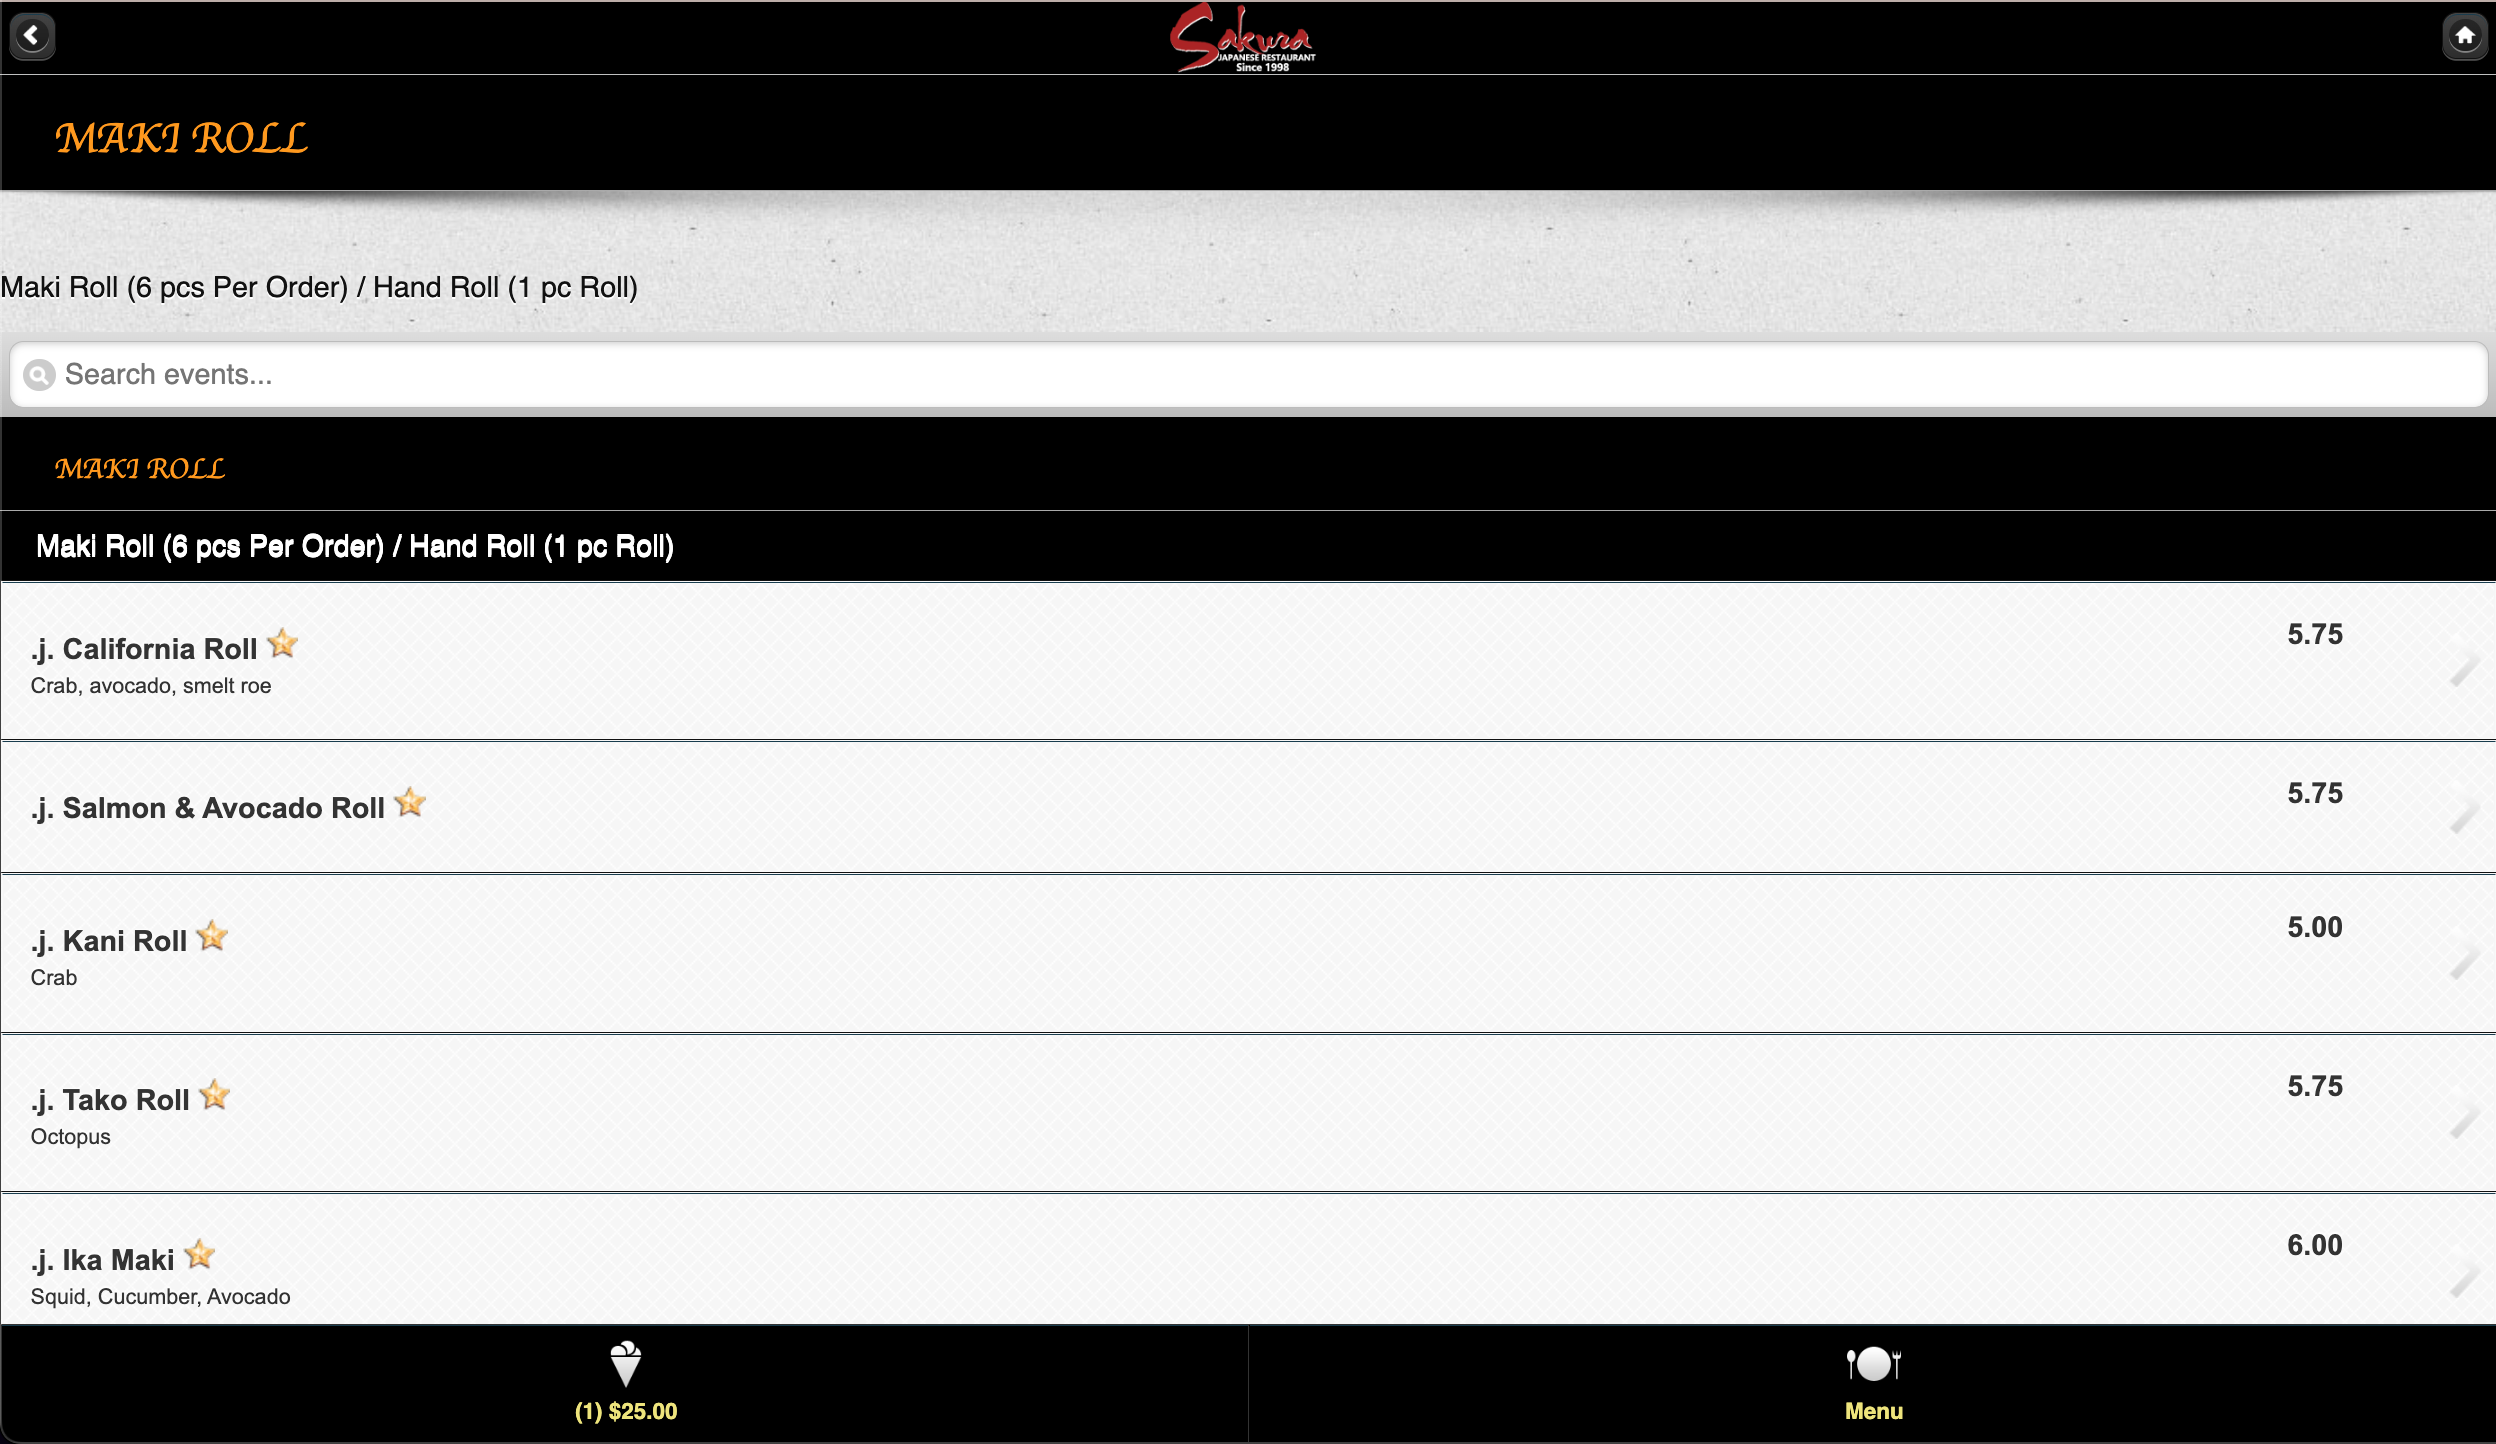 Sakura
JAPANESE RESTAURANT
Since 1998
MAKI ROLL
Maki Roll (6 pcs Per Order) / Hand Roll (1 pc Roll)
Search events...
MAKI ROLL
Maki Roll (6 pcs Per Order) / Hand Roll (1 pc Roll)
.j. California Roll 5.75
Crab, avocado, smelt roe
.j. Salmon & Avocado Roll 5.75
.j. Kani Roll 5.00
Crab
.j. Tako Roll 5.75
Octopus
.j. Ika Maki 6.00
Squid, Cucumber, Avocado
(1) $25.00 Menu